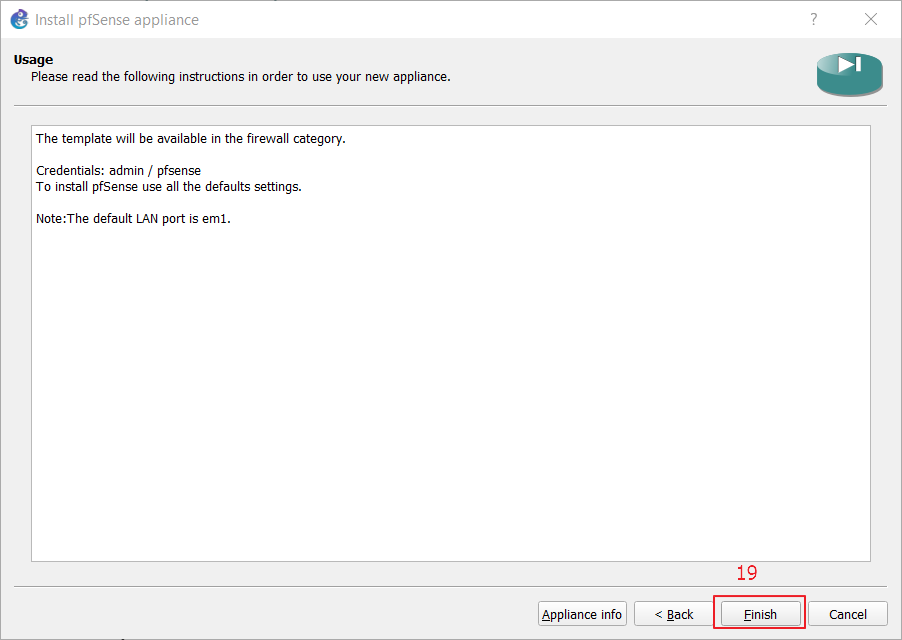 Install pfSense appliance
?
Usage
Please read the following instructions in order to use your new appliance.
The template will be available in the firewall category.
Credentials: admin / pfsense
To install pfSense use all the defaults settings.
Note:The default LAN port is em1.
19
Appliance info
< Back
Finish
Cancel